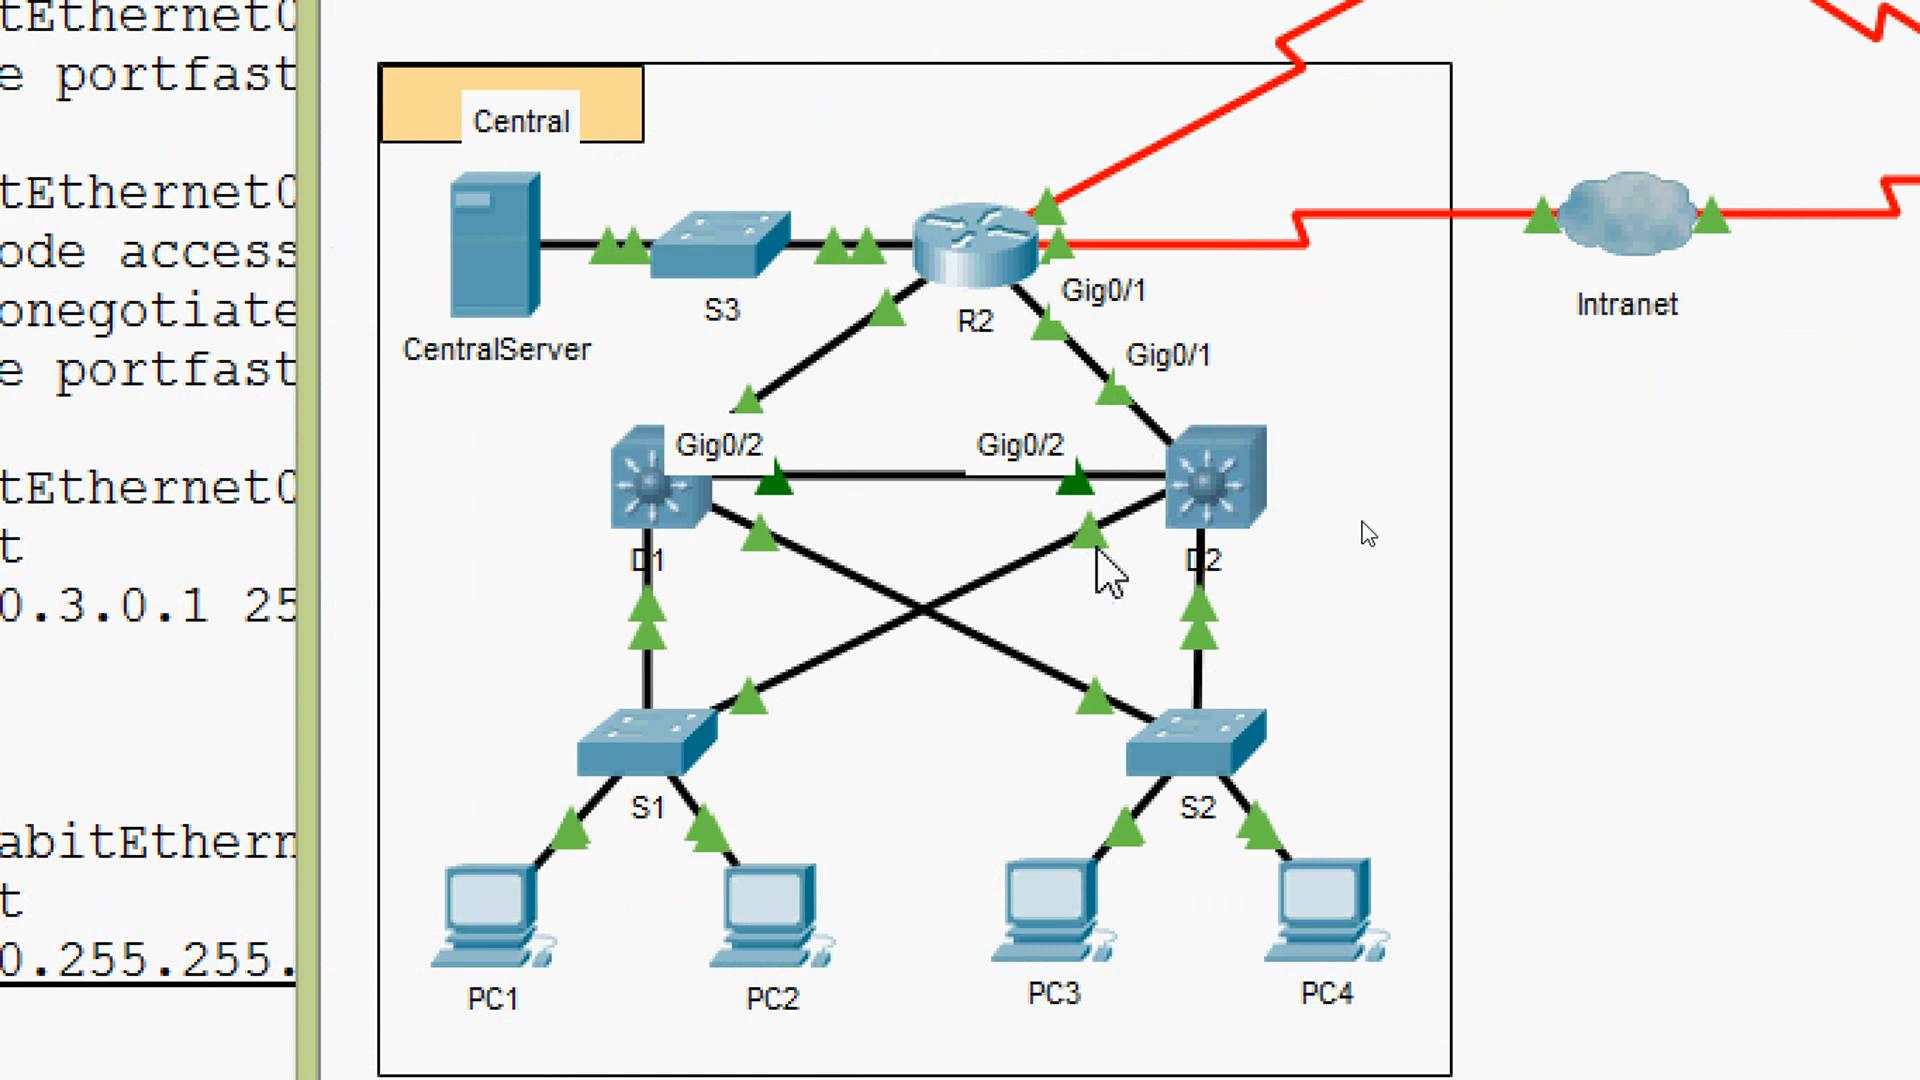 tEthernet0
e portfast
tEthernet0
ode access
onegotiate
e portfast
tEthernet0
t
0.3.0.1 25
abitEthern
t
0.255.255.
Central
CentralServer
S3
R2
Gig0/1
Gig0/1
Intranet
Gig0/2
Gig0/2
D1
D2
S1
S2
PC1
PC2
PC3
PC4